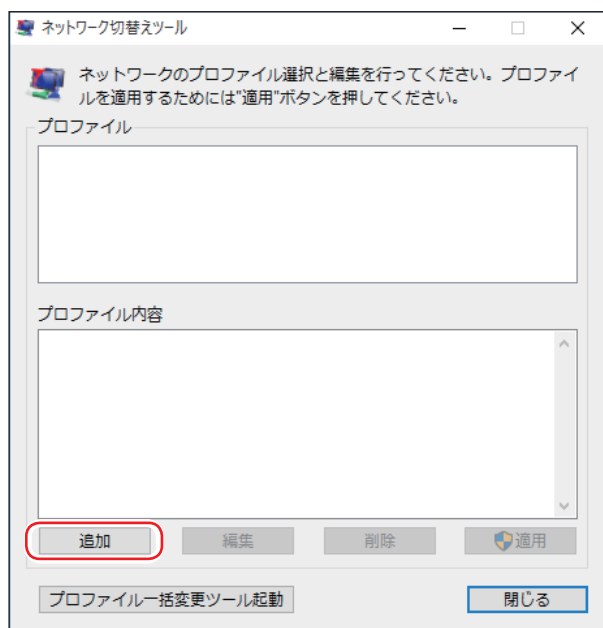 ネットワーク切替えツール
ネットワークのプロファイル選択と編集を行ってください。プロファイ
ルを適用するためには"適用"ボタンを押してください。
プロファイル
プロファイル内容
追加 編集 削除 適用
プロファイル一括変更ツール起動 閉じる